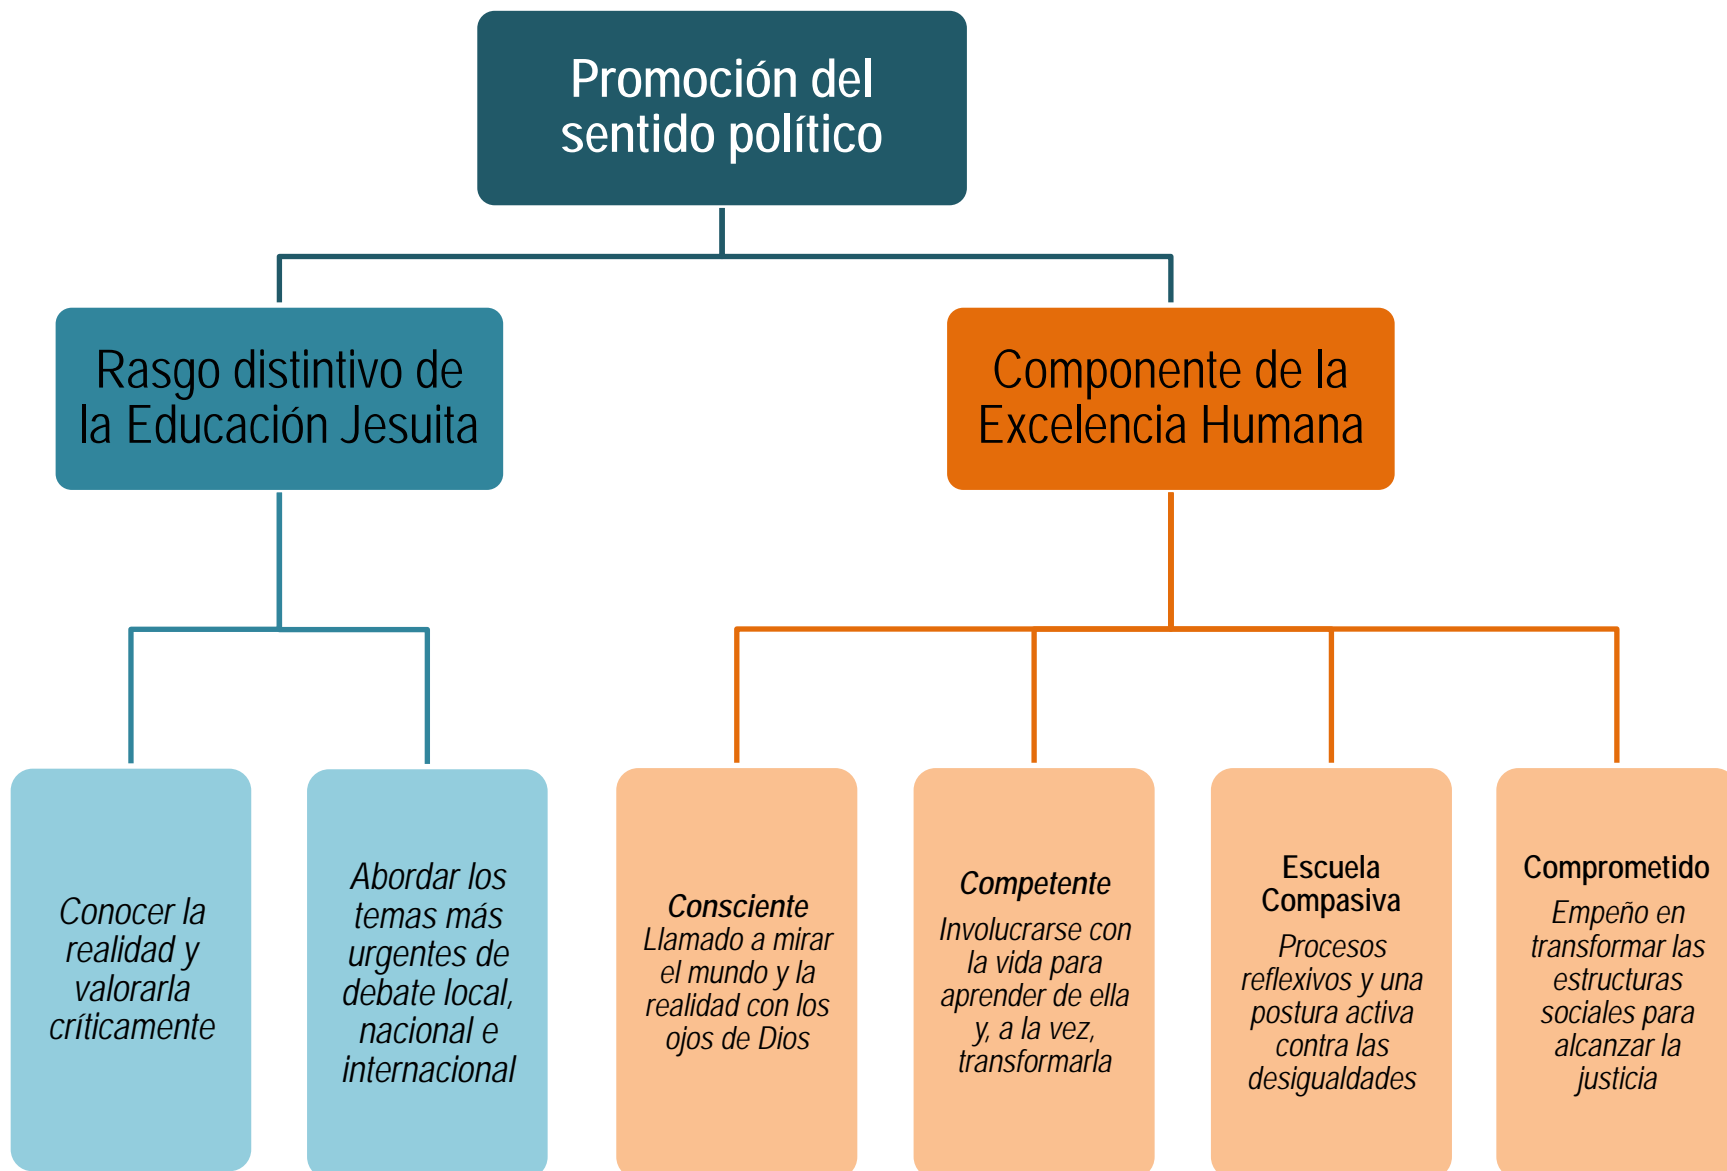 Promoción del
sentido político
Rasgo distintivo de
la Educación Jesuita
Componente de la
Excelencia Humana
Conocer la
realidad y
valorarla
críticamente
Abordar los
temas más
urgentes de
debate local,
nacional e
internacional
Consciente
Llamado a mirar
el mundo y la
realidad con los
ojos de Dios
Competente
Involucrarse con
la vida para
aprender de ella
y, a la vez,
transformarla
Escuela
Compasiva
Procesos
reflexivos y una
postura activa
contra las
desigualdades
Comprometido
Empeño en
transformar las
estructuras
sociales para
alcanzar la
justicia